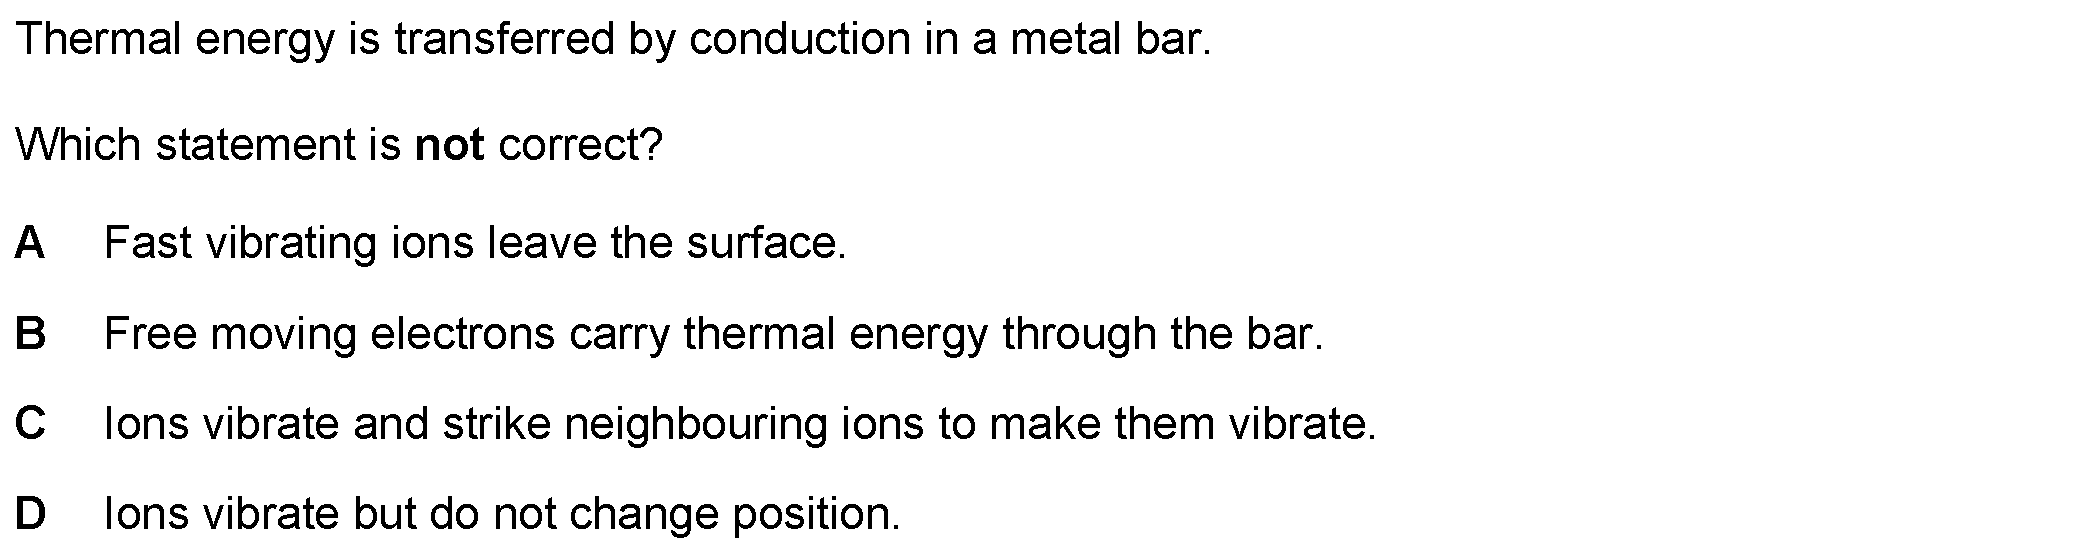 Thermal energy is transferred by conduction in a metal bar.
Which statement is not correct?
A Fast vibrating ions leave the surface.
B Free moving electrons carry thermal energy through the bar.
C Ions vibrate and strike neighbouring ions to make them vibrate.
D Ions vibrate but do not change position.